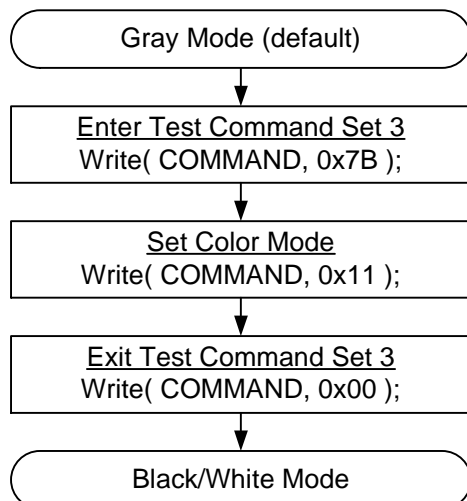 Gray Mode (default)
Enter Test Command Set 3
Write( COMMAND, 0x7B );
Set Color Mode
Write( COMMAND, 0x11 );
Exit Test Command Set 3
Write( COMMAND, 0x00 );
Black/White Mode